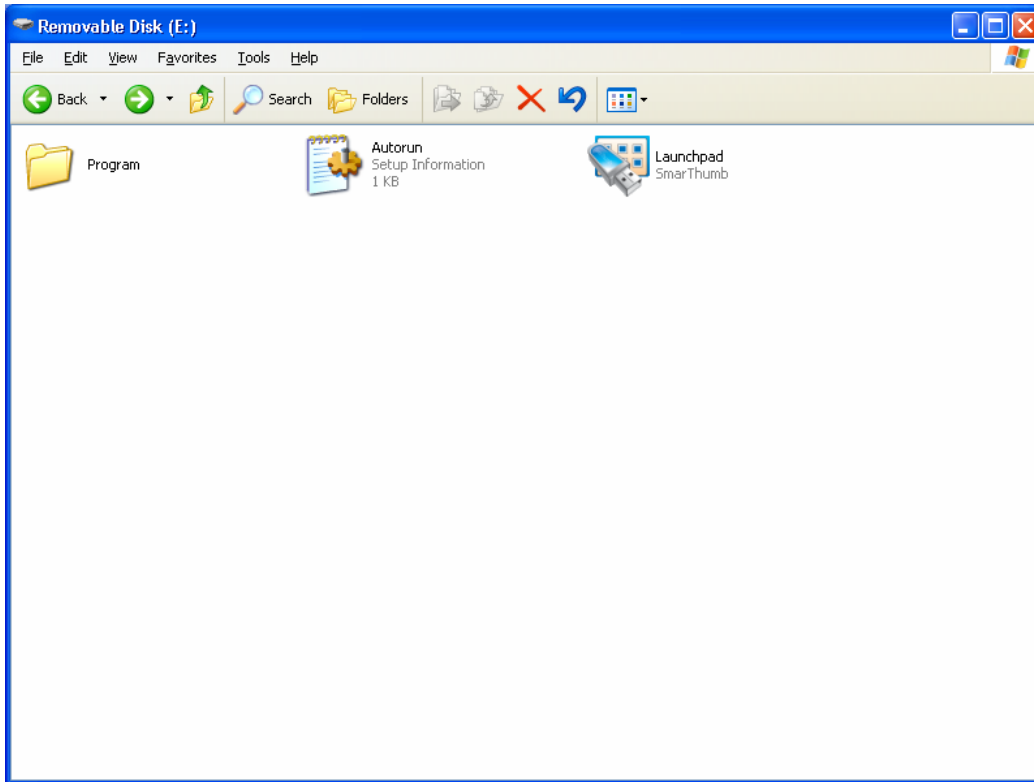 Removable Disk (E:)
File Edit View Favorites Tools Help
Back Search Folders
Program
Autorun
Setup Information
1 KB
Launchpad
SmarThumb